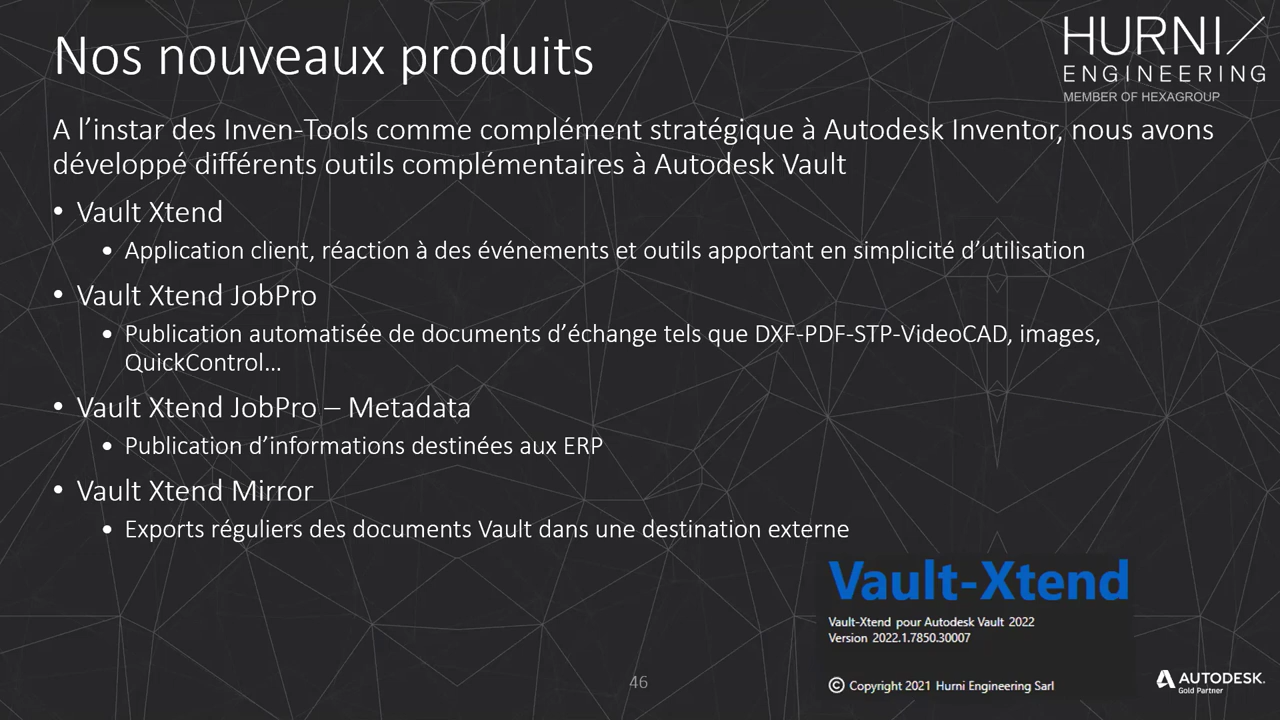 Nos nouveaux produits
HURNI
ENGINEERING
MEMBER OF HEXAGROUP
A l’instar des Inven-Tools comme complément stratégique à Autodesk Inventor, nous avons
développé différents outils complémentaires à Autodesk Vault
• Vault Xtend
• Application client, réaction à des événements et outils apportant en simplicité d’utilisation
• Vault Xtend JobPro
• Publication automatisée de documents d’échange tels que DXF-PDF-STP-VideoCAD, images,
QuickControl...
• Vault Xtend JobPro – Metadata
• Publication d’informations destinées aux ERP
• Vault Xtend Mirror
• Exports réguliers des documents Vault dans une destination externe
Vault-Xtend
Vault-Xtend pour Autodesk Vault 2022
Version 2022.1.7850.30007
© Copyright 2021 Hurni Engineering Sarl
46
AUTODESK.
Gold Partner